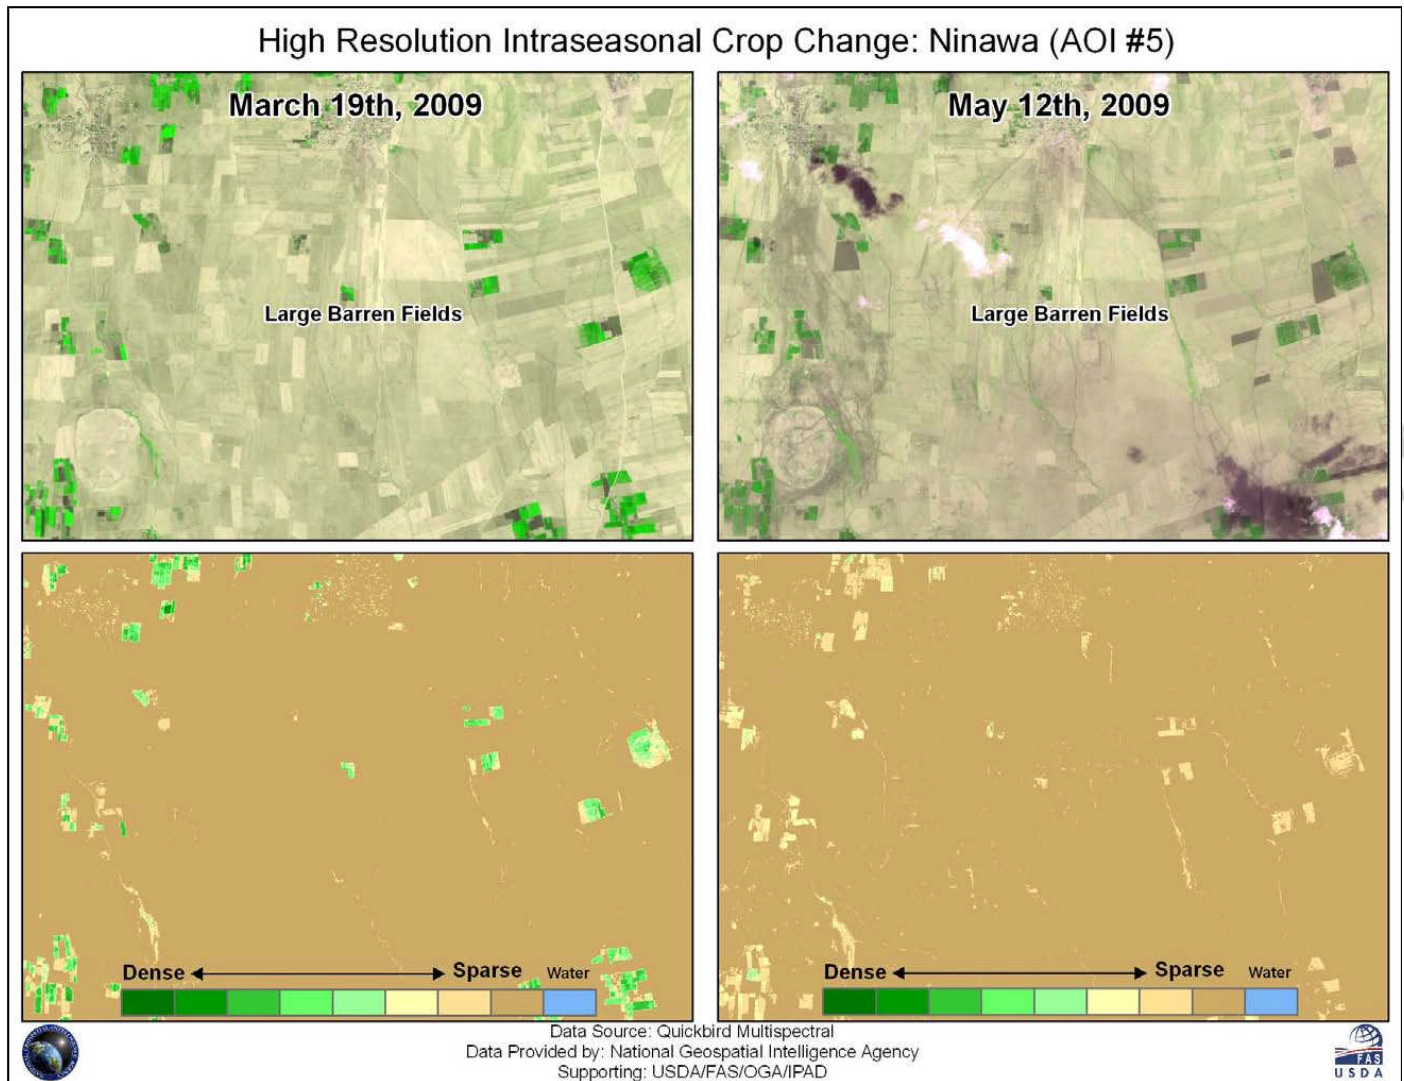 High Resolution Intraseasonal Crop Change: Ninawa (AOI #5)
March 19th, 2009
May 12th, 2009
Large Barren Fields
Large Barren Fields
Dense
Sparse
Water
Dense
Sparse
Water
Data Source: Quickbird Multispectral
Data Provided by: National Geospatial Intelligence Agency
Supporting: USDA/FAS/OGA/IPAD
FAS
USDA